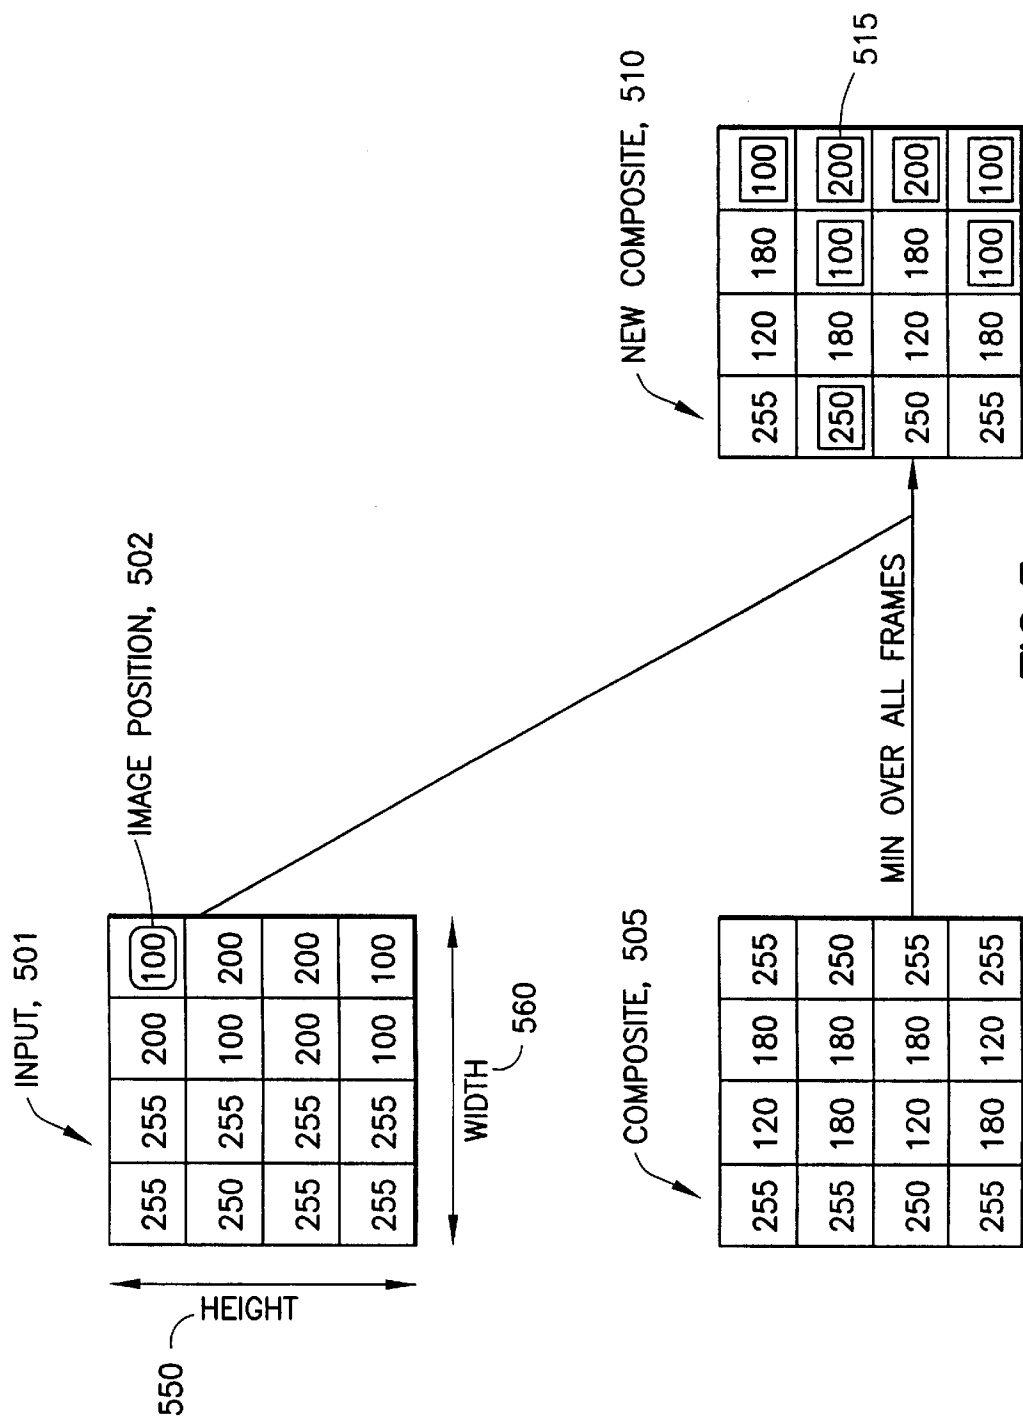 INPUT, 501
IMAGE POSITION, 502
255 255 200 100
250 255 100 200
255 255 200 200
255 255 100 100
550
HEIGHT
WIDTH
560
COMPOSITE, 505
255 120 180 255
255 180 180 250
250 120 180 255
255 180 120 255
MIN OVER ALL FRAMES
NEW COMPOSITE, 510
255 120 180 100
250 180 100 200
250 120 180 200
255 180 100 100
515